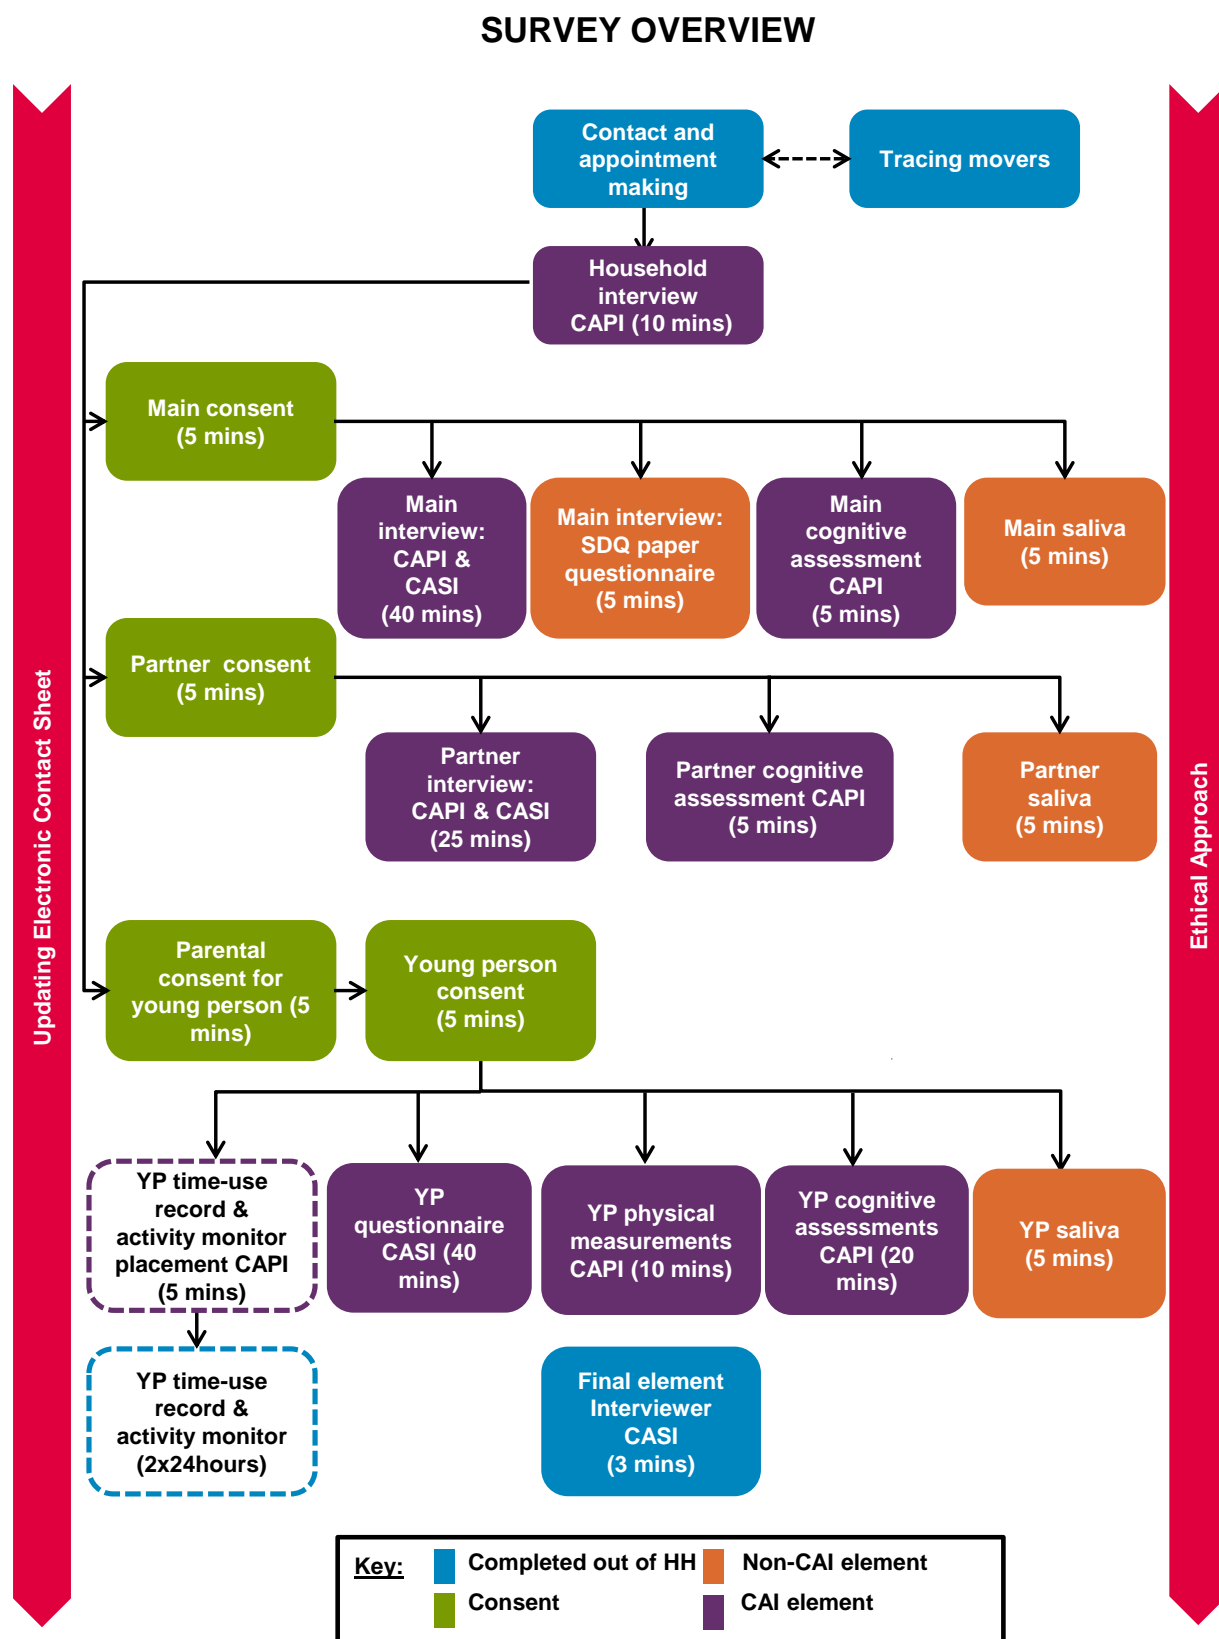 SURVEY OVERVIEW
Contact and
appointment
making
Tracing movers
Household
interview
CAPI (10 mins)
Main consent
(5 mins)
Main
interview:
CAPI &
CASI
(40 mins)
Main interview:
SDQ paper
questionnaire
(5 mins)
Main
cognitive
assessment
CAPI
(5 mins)
Main saliva
(5 mins)
Partner consent
(5 mins)
Partner
interview:
CAPI & CASI
(25 mins)
Partner cognitive
assessment CAPI
(5 mins)
Partner
saliva
(5 mins)
Updating Electronic Contact Sheet
Ethical Approach
Parental
consent for
young person (5
mins)
Young person
consent
(5 mins)
YP time-use
record &
activity monitor
placement CAPI
(5 mins)
YP
questionnaire
CASI (40
mins)
YP physical
measurements
CAPI (10 mins)
YP cognitive
assessments
CAPI (20
mins)
YP saliva
(5 mins)
YP time-use
record &
activity monitor
(2x24hours)
Final element
Interviewer
CASI
(3 mins)
Key:
Completed out of HH
Non-CAI element
Consent
CAI element